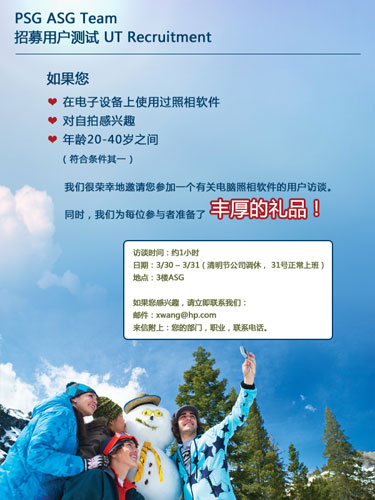 PSG ASG Team
招募用户测试 UT Recruitment
如果您
在电子设备上使用过照相软件
对自拍感兴趣
年龄20-40岁之间
（符合条件其一）
我们很荣幸地邀请您参加一个有关电脑照相软件的用户访谈。
同时，我们为每位参与者准备了 丰厚的礼品！
访谈时间：约1小时
日期：3/30 – 3/31（清明节公司调休， 31号正常上班）
地点：3楼ASG
如果您感兴趣，请立即联系我们：
邮件：xwang@hp.com
来信附上：您的部门，职业，联系电话。